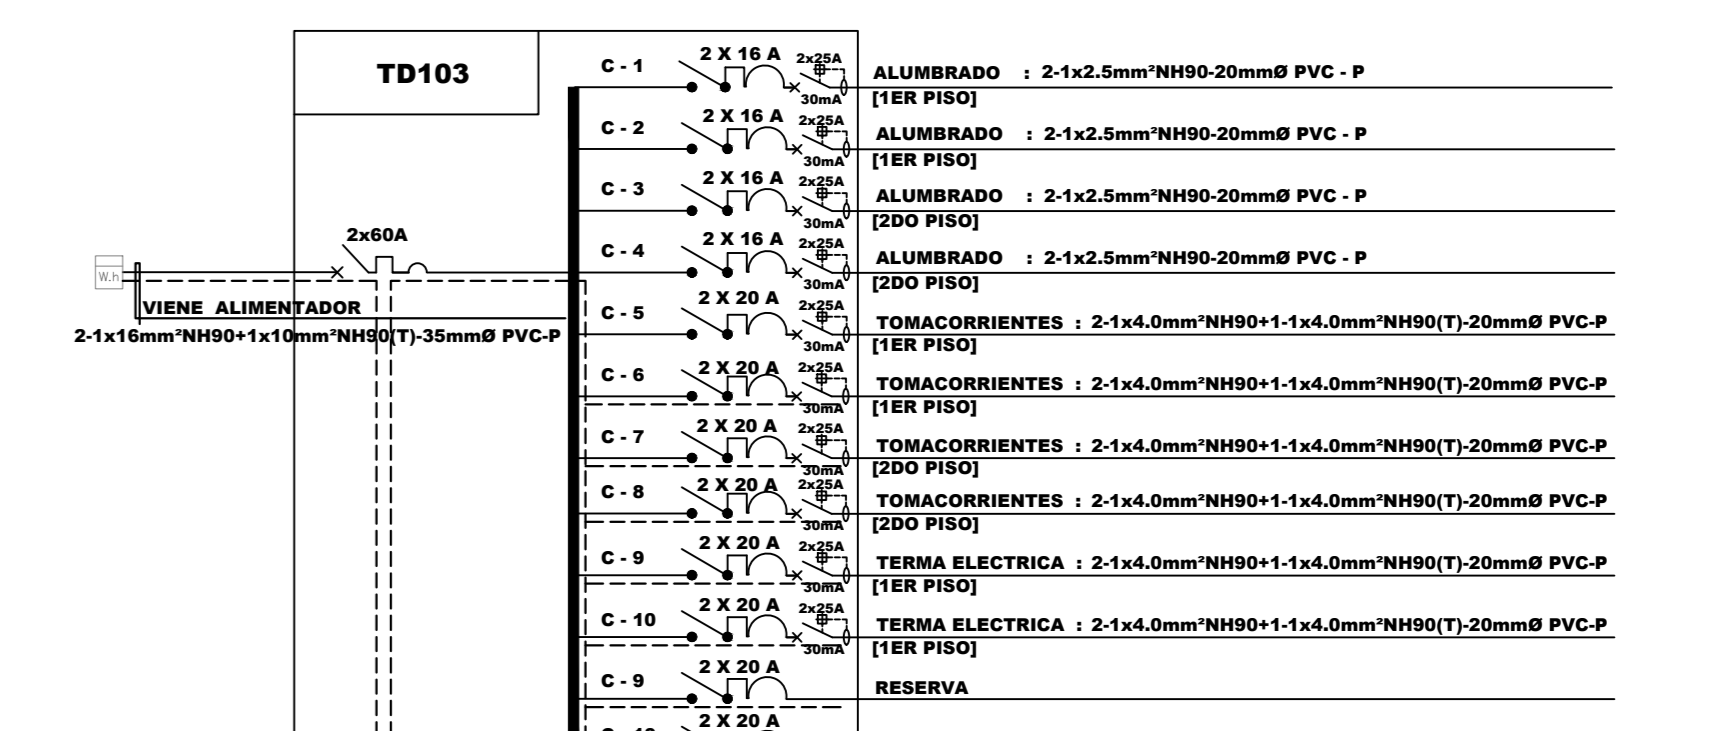 TD103
C - 1 2 X 16 A 2x25A 30mA ALUMBRADO : 2-1x2.5mm²NH90-20mmØ PVC - P
[1ER PISO]
C - 2 2 X 16 A 2x25A 30mA ALUMBRADO : 2-1x2.5mm²NH90-20mmØ PVC - P
[1ER PISO]
C - 3 2 X 16 A 2x25A 30mA ALUMBRADO : 2-1x2.5mm²NH90-20mmØ PVC - P
[2DO PISO]
2x60A
W.h
C - 4 2 X 16 A 2x25A 30mA ALUMBRADO : 2-1x2.5mm²NH90-20mmØ PVC - P
[2DO PISO]
VIENE ALIMENTADOR
2-1x16mm²NH90+1x10mm²NH90(T)-35mmØ PVC-P
C - 5 2 X 20 A 2x25A 30mA TOMACORRIENTES : 2-1x4.0mm²NH90+1-1x4.0mm²NH90(T)-20mmØ PVC-P
[1ER PISO]
C - 6 2 X 20 A 2x25A 30mA TOMACORRIENTES : 2-1x4.0mm²NH90+1-1x4.0mm²NH90(T)-20mmØ PVC-P
[1ER PISO]
C - 7 2 X 20 A 2x25A 30mA TOMACORRIENTES : 2-1x4.0mm²NH90+1-1x4.0mm²NH90(T)-20mmØ PVC-P
[2DO PISO]
C - 8 2 X 20 A 2x25A 30mA TOMACORRIENTES : 2-1x4.0mm²NH90+1-1x4.0mm²NH90(T)-20mmØ PVC-P
[2DO PISO]
C - 9 2 X 20 A 2x25A 30mA TERMA ELECTRICA : 2-1x4.0mm²NH90+1-1x4.0mm²NH90(T)-20mmØ PVC-P
[1ER PISO]
C - 10 2 X 20 A 2x25A 30mA TERMA ELECTRICA : 2-1x4.0mm²NH90+1-1x4.0mm²NH90(T)-20mmØ PVC-P
[1ER PISO]
C - 9 2 X 20 A RESERVA
2 X 20 A